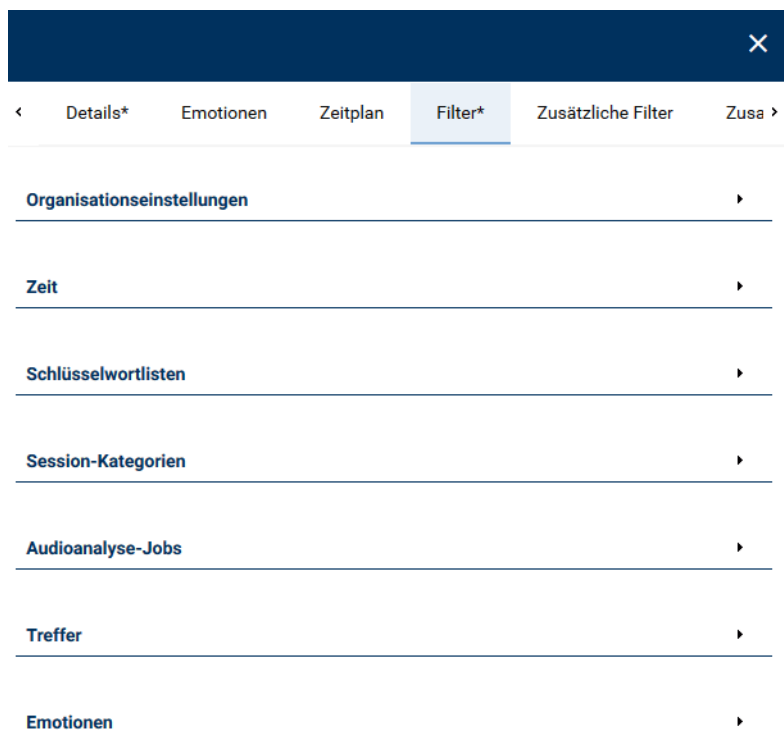 Details* Emotionen Zeitplan Filter* Zusätzliche Filter Zusa
Organisationseinstellungen
Zeit
Schlüsselwortlisten
Session-Kategorien
Audioanalyse-Jobs
Treffer
Emotionen